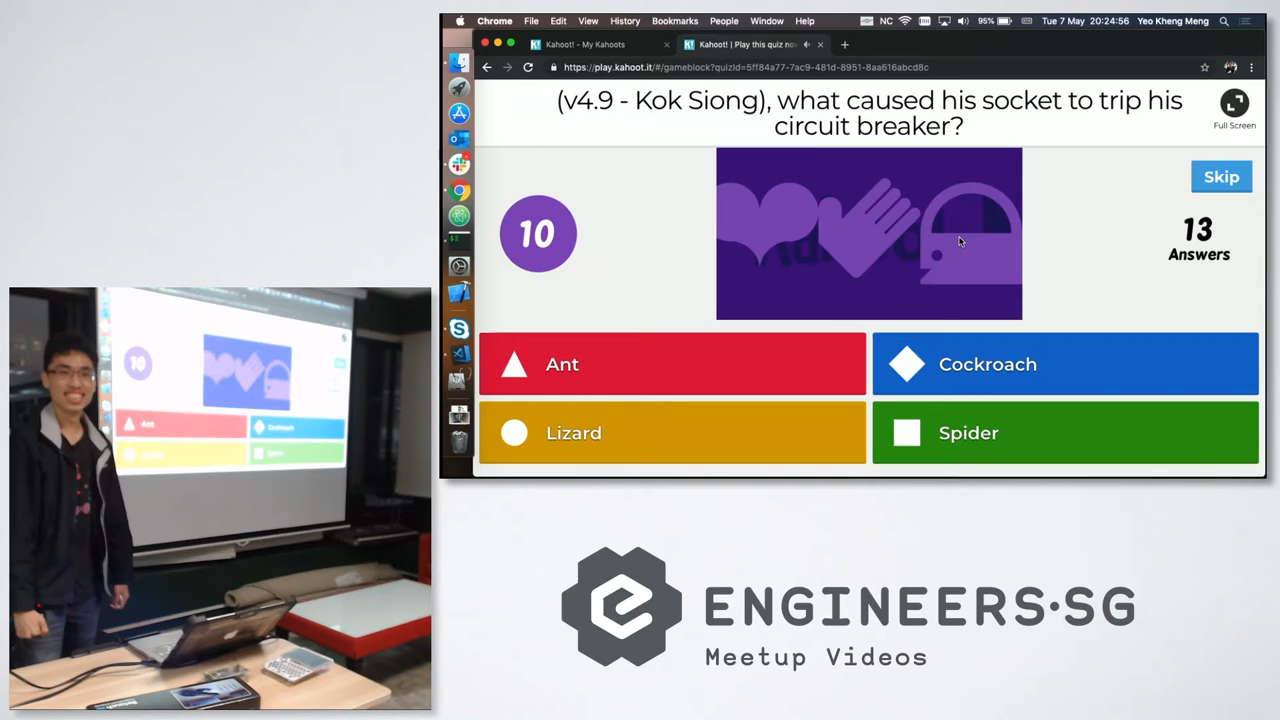 Chrome File Edit View History Bookmarks People Window Help NC 95% Tue 7 May 20:24:56 Yeo Kheng Meng
Kahoot! - My Kahoots
Kahoot! | Play this quiz no
https://play.kahoot.it/#/gameblock?quizId=5ff84a77-7ac9-481d-8951-8aa616abcd8c
(v4.9 - Kok Siong), what caused his socket to trip his
circuit breaker?
Full Screen
Skip
10
13
Answers
Ant
Cockroach
Lizard
Spider
10
Ant
Cockroach
ENGINEERS·SG
Meetup Videos